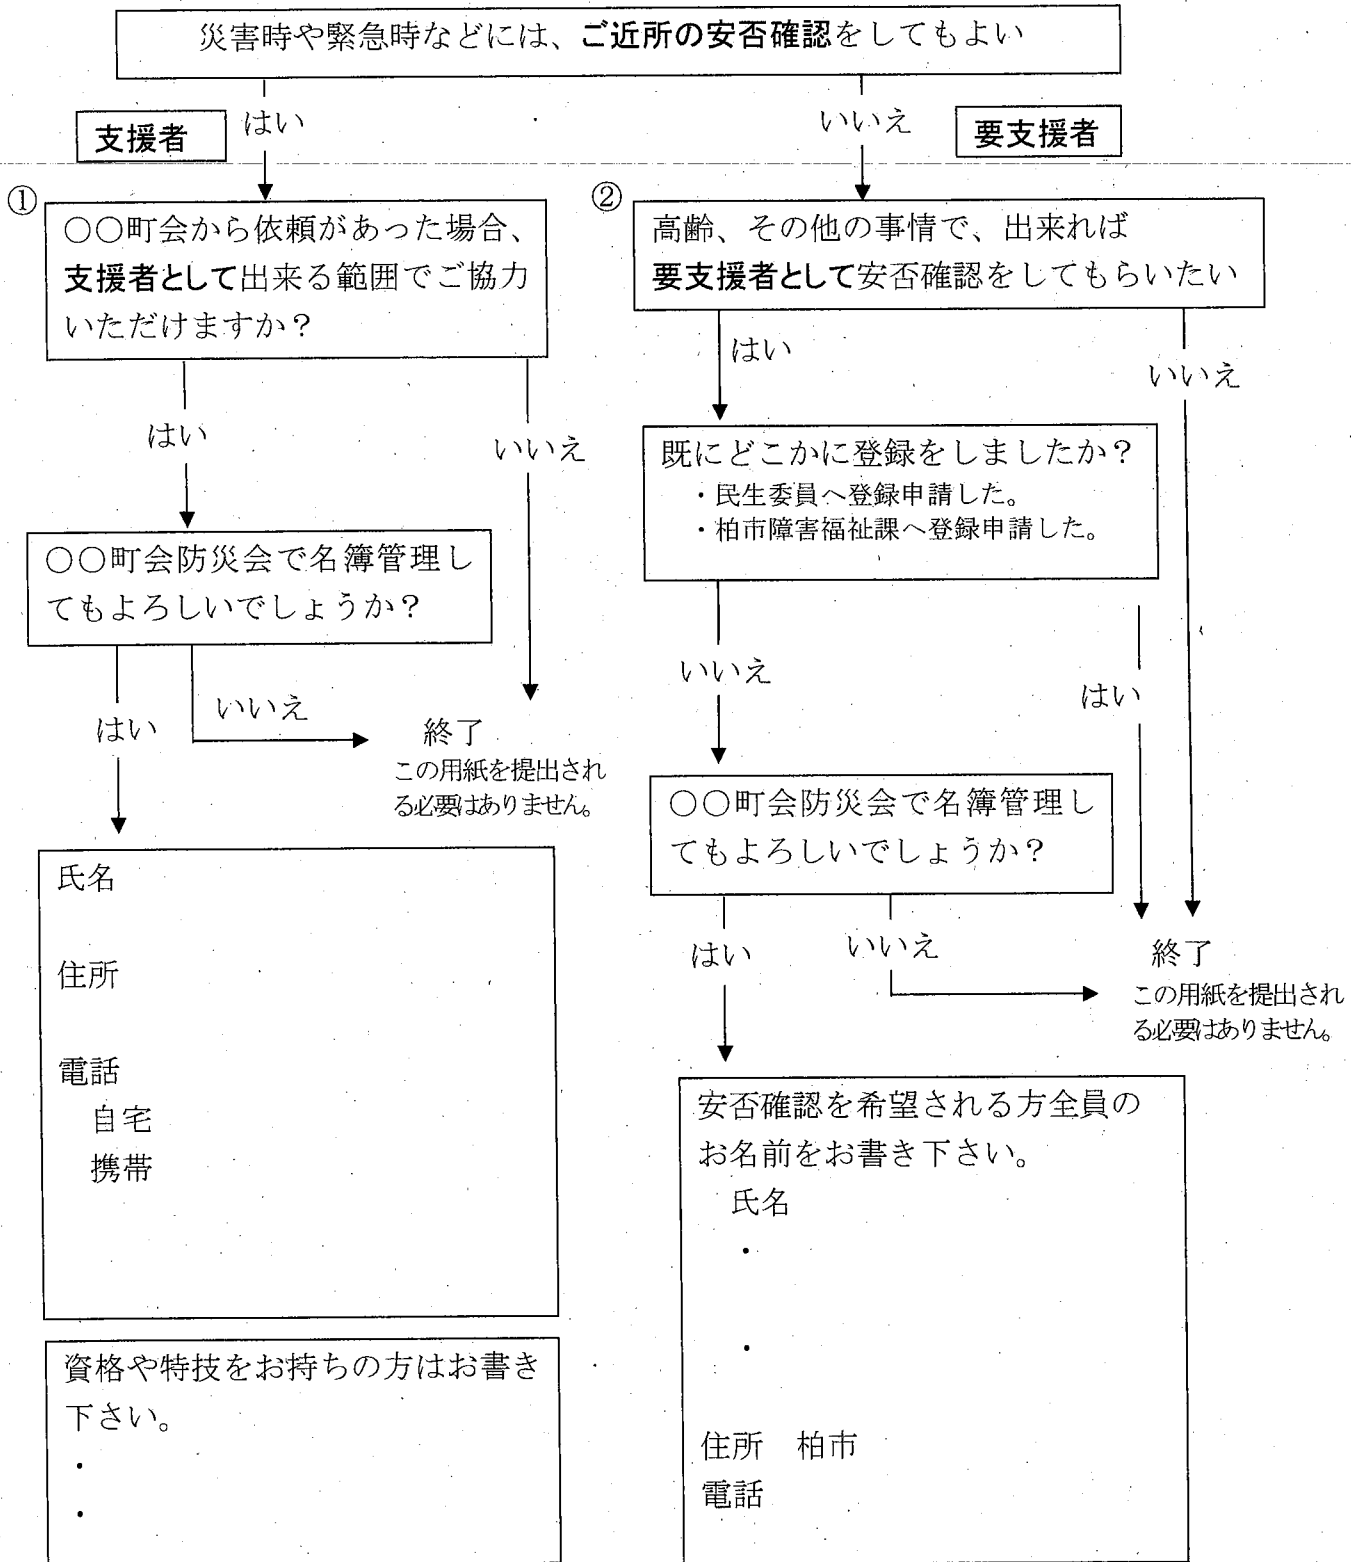 災害時や緊急時などには、ご近所の安否確認をしてもよい
支援者
はい
いいえ
要支援者
①
〇〇町会から依頼があった場合、
支援者として出来る範囲でご協力
いただけますか？
はい
いいえ
〇〇町会防災会で名簿管理し
てもよろしいでしょうか？
はい
いいえ
終了
この用紙を提出され
る必要はありません。
氏名
住所
電話
自宅
携帯
資格や特技をお持ちの方はお書き
下さい。
・
・
②
高齢、その他の事情で、出来れば
要支援者として安否確認をしてもらいたい
はい
いいえ
既にどこかに登録をしましたか？
・民生委員へ登録申請した。
・柏市障害福祉課へ登録申請した。
いいえ
はい
〇〇町会防災会で名簿管理し
てもよろしいでしょうか？
はい
いいえ
終了
この用紙を提出され
る必要はありません。
安否確認を希望される方全員の
お名前をお書き下さい。
氏名
・
・
住所　柏市
電話